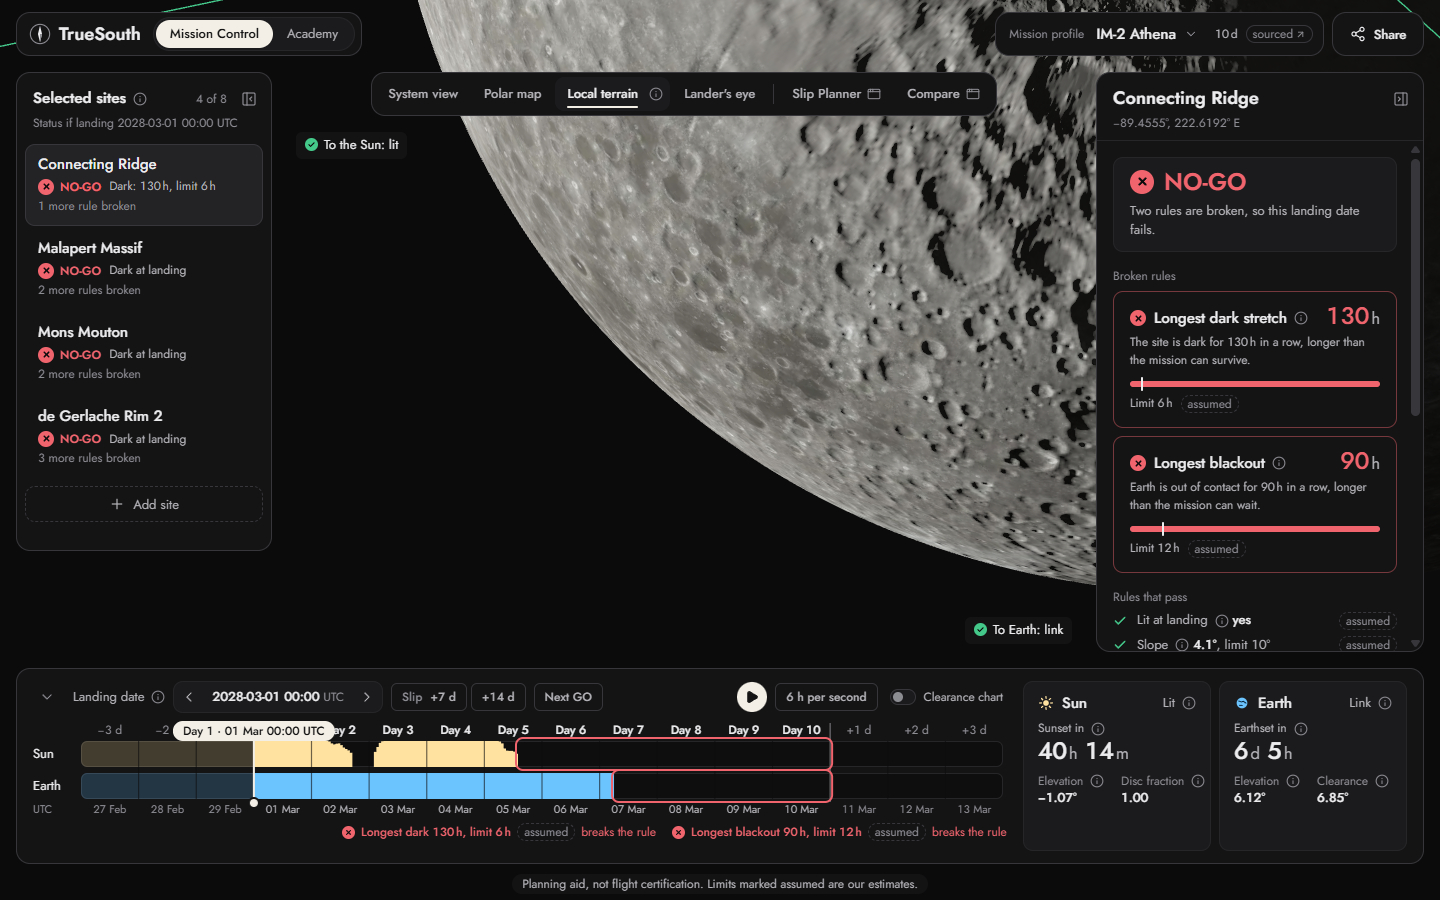 TrueSouth
Mission Control
Academy
Mission profile IM-2 Athena 10 d sourced ↗
Share
Selected sites 4 of 8
Status if landing 2028-03-01 00:00 UTC
Connecting Ridge
NO-GO Dark: 130 h, limit 6 h
1 more rule broken
Malapert Massif
NO-GO Dark at landing
2 more rules broken
Mons Mouton
NO-GO Dark at landing
2 more rules broken
de Gerlache Rim 2
NO-GO Dark at landing
3 more rules broken
+ Add site
System view
Polar map
Local terrain
Lander's eye
Slip Planner
Compare
To the Sun: lit
To Earth: link
Connecting Ridge
−89.4555°, 222.6192° E
NO-GO
Two rules are broken, so this landing date
fails.
Broken rules
Longest dark stretch 130 h
The site is dark for 130 h in a row, longer than
the mission can survive.
Limit 6 h assumed
Longest blackout 90 h
Earth is out of contact for 90 h in a row, longer
than the mission can wait.
Limit 12 h assumed
Rules that pass
Lit at landing yes assumed
Slope 4.1°, limit 10° assumed
Landing date 2028-03-01 00:00 UTC
Slip +7 d
+14 d
Next GO
6 h per second
Clearance chart
−3 d −2 Day 1 · 01 Mar 00:00 UTC ay 2 Day 3 Day 4 Day 5 Day 6 Day 7 Day 8 Day 9 Day 10 +1 d +2 d +3 d
Sun
Earth
UTC 27 Feb 28 Feb 29 Feb 01 Mar 02 Mar 03 Mar 04 Mar 05 Mar 06 Mar 07 Mar 08 Mar 09 Mar 10 Mar 11 Mar 12 Mar 13 Mar
Longest dark 130 h, limit 6 h assumed breaks the rule
Longest blackout 90 h, limit 12 h assumed breaks the rule
Sun Lit
Sunset in
40 h 14 m
Elevation Disc fraction
−1.07° 1.00
Earth Link
Earthset in
6 d 5 h
Elevation Clearance
6.12° 6.85°
Planning aid, not flight certification. Limits marked assumed are our estimates.